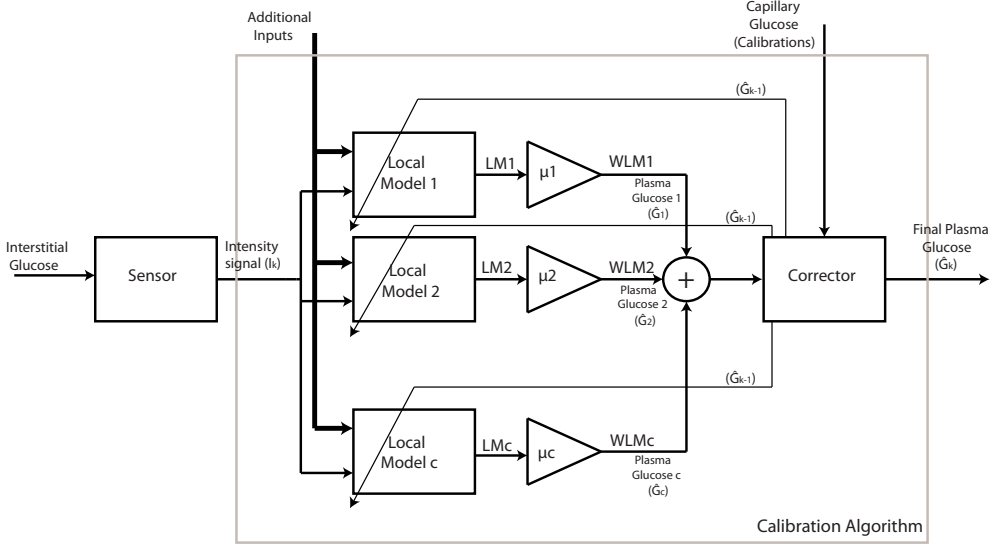 Additional
Inputs
Capillary
Glucose
(Calibrations)
(Ĝk-1)
Local
Model 1
LM1
μ1
WLM1
Plasma
Glucose 1
(Ĝ1)
(Ĝk-1)
Interstitial
Glucose
Sensor
Intensity
signal (Ik)
Local
Model 2
LM2
μ2
WLM2
Plasma
Glucose 2
(Ĝ2)
+
Corrector
Final Plasma
Glucose
(Ĝk)
(Ĝk-1)
Local
Model c
LMc
μc
WLMc
Plasma
Glucose c
(Ĝc)
Calibration Algorithm